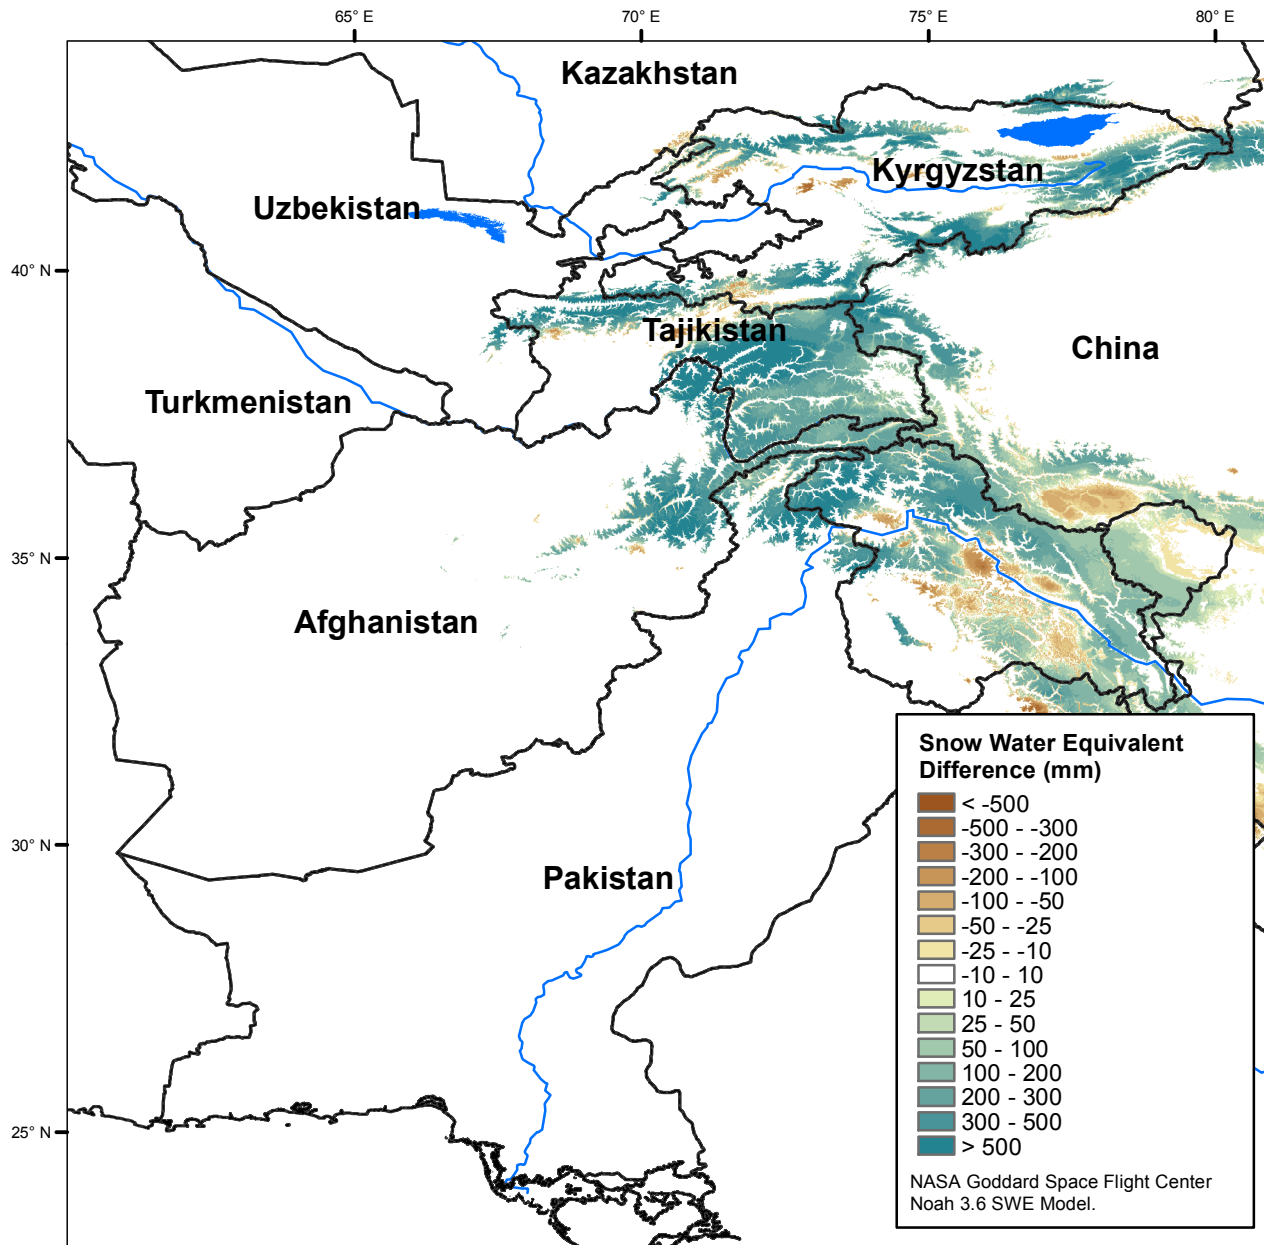 65° E
70° E
75° E
80° E
Kazakhstan
Kyrgyzstan
Uzbekistan
40° N
Tajikistan
China
Turkmenistan
35° N
Afghanistan
30° N
Pakistan
25° N
Snow Water Equivalent
Difference (mm)
< -500
-500 - -300
-300 - -200
-200 - -100
-100 - -50
-50 - -25
-25 - -10
-10 - 10
10 - 25
25 - 50
50 - 100
100 - 200
200 - 300
300 - 500
> 500
NASA Goddard Space Flight Center
Noah 3.6 SWE Model.